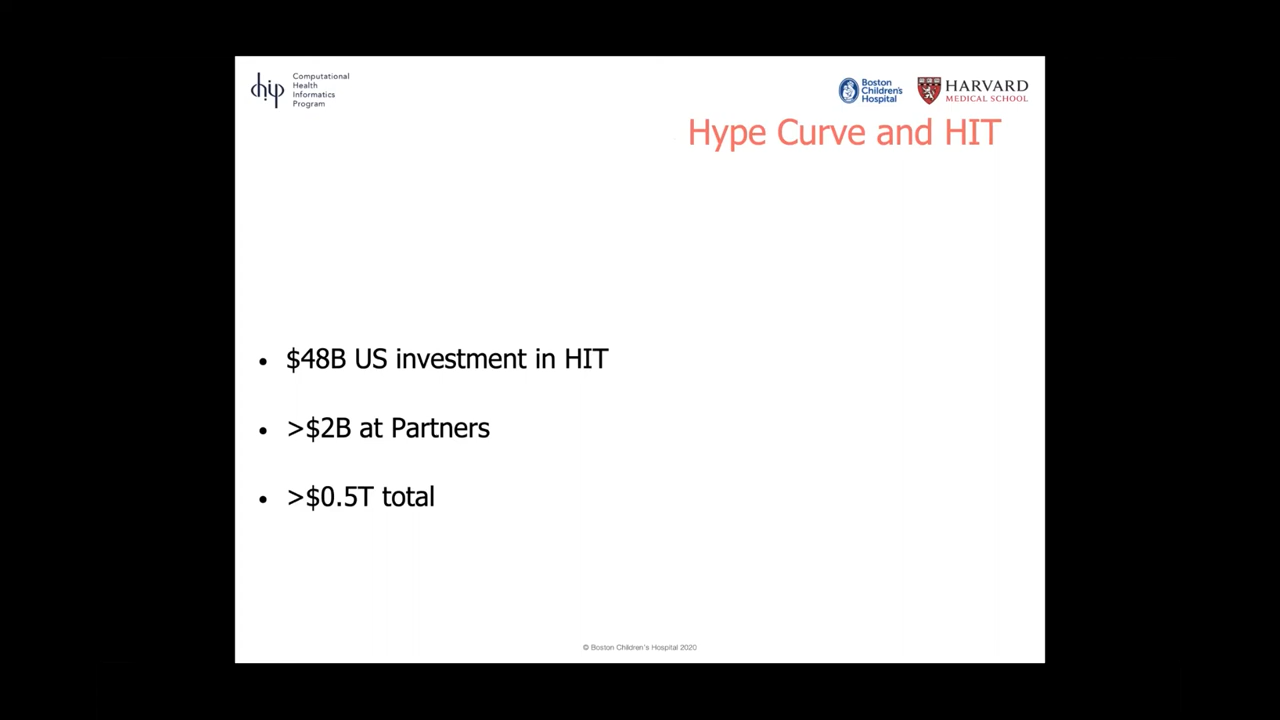 chip
Computational
Health
Informatics
Program
Boston
Children's
Hospital
HARVARD
MEDICAL SCHOOL
Hype Curve and HIT
• $48B US investment in HIT
• >$2B at Partners
• >$0.5T total
© Boston Children's Hospital 2020